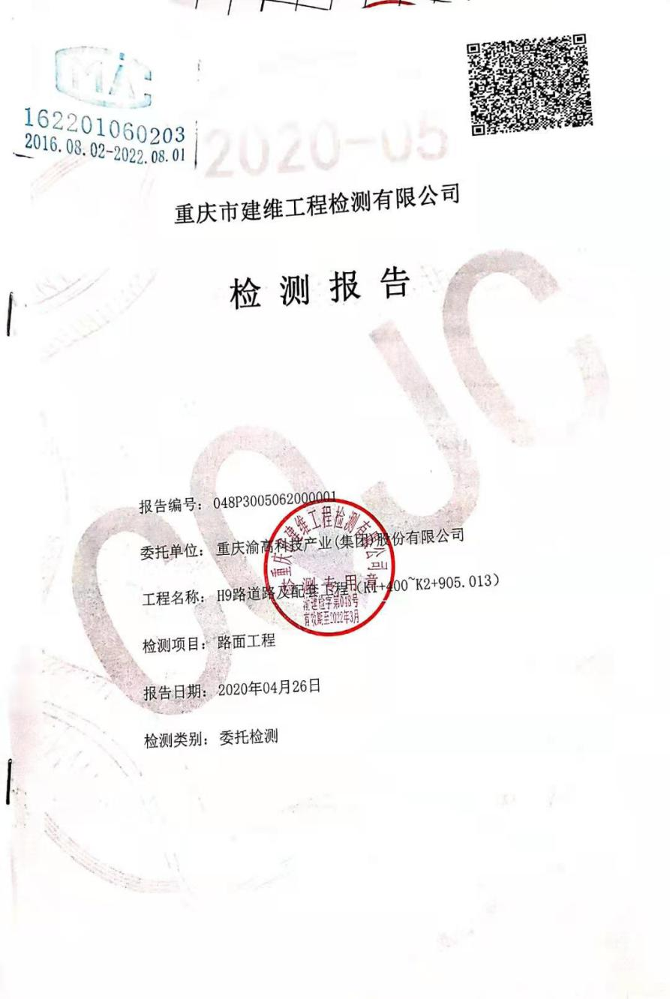 CMA
162201060203
2016.08.02-2022.08.01
2020-05
重庆市建维工程检测有限公司
检测报告
CQJC
报告编号：048P3005062000001
委托单位：重庆渝高科技产业(集团)股份有限公司
工程名称：H9路道路及配套工程（K1+400~K2+905.013）
检测项目：路面工程
报告日期：2020年04月26日
检测类别：委托检测
重庆市建维工程检测有限公司
检测专用章
渝建检字第048号
有效期至2022年3月